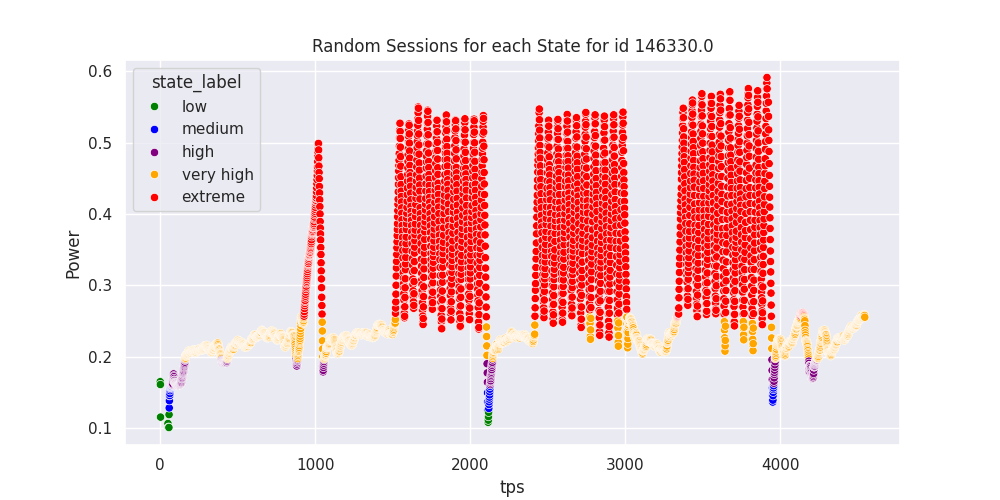 Random Sessions for each State for id 146330.0
state_label
low
medium
high
very high
extreme
0.6
0.5
0.4
0.3
0.2
0.1
Power
0 1000 2000 3000 4000
tps